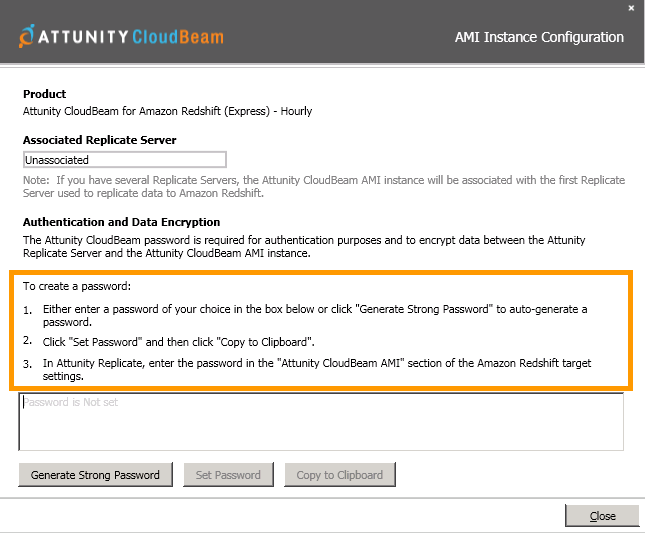 ×
ATTUNITY CloudBeam
AMI Instance Configuration
Product
Attunity CloudBeam for Amazon Redshift (Express) - Hourly
Associated Replicate Server
Unassociated
Note: If you have several Replicate Servers, the Attunity CloudBeam AMI instance will be associated with the first Replicate
Server used to replicate data to Amazon Redshift.
Authentication and Data Encryption
The Attunity CloudBeam password is required for authentication purposes and to encrypt data between the Attunity
Replicate Server and the Attunity CloudBeam AMI instance.
To create a password:
1. Either enter a password of your choice in the box below or click "Generate Strong Password" to auto-generate a
password.
2. Click "Set Password" and then click "Copy to Clipboard".
3. In Attunity Replicate, enter the password in the "Attunity CloudBeam AMI" section of the Amazon Redshift target
settings.
Password is Not set
Generate Strong Password
Set Password
Copy to Clipboard
Close